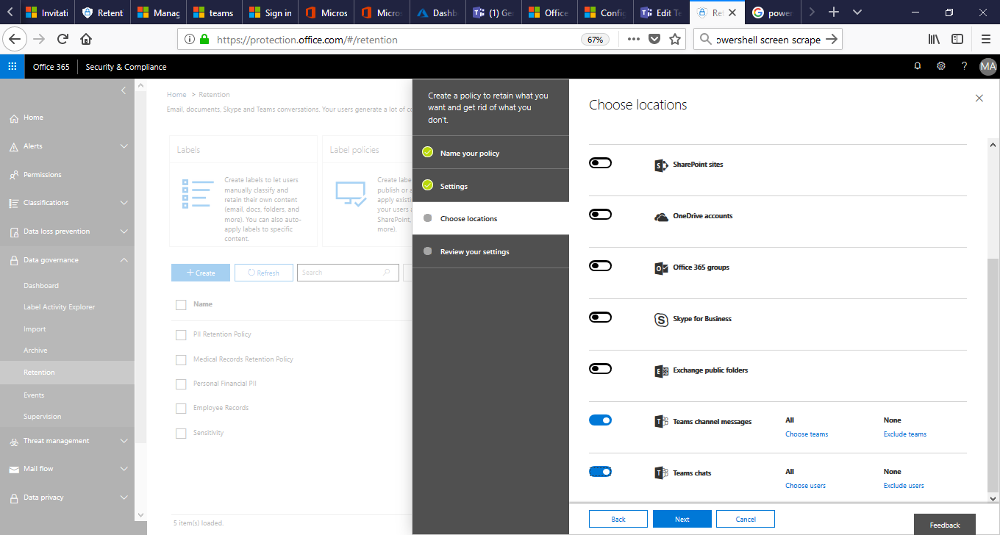 Invitati
Retent
Manag
teams
Sign in
Micros
Micros
Dashb
(1) Ge
Office
Config
Edit Te
Re
power
https://protection.office.com/#/retention
67%
owershell screen scrape
Office 365
Security & Compliance
MA
Home
Alerts
Permissions
Classifications
Data loss prevention
Data governance
Dashboard
Label Activity Explorer
Import
Archive
Retention
Events
Supervision
Threat management
Mail flow
Data privacy
Home > Retention
Email, documents, Skype and Teams conversations. Your users generate a lot of co
Labels
Create labels to let users
manually classify and
retain their own content
(email, docs, folders, and
more). You can also auto-
apply labels to specific
content.
Label policies
Create labe
publish or a
apply existi
your users a
SharePoint,
more).
+ Create
Refresh
Search
Name
PII Retention Policy
Medical Records Retention Policy
Personal Financial PII
Employee Records
Sensitivity
5 item(s) loaded.
Create a policy to retain what you
want and get rid of what you
don't.
Name your policy
Settings
Choose locations
Review your settings
Choose locations
SharePoint sites
OneDrive accounts
Office 365 groups
Skype for Business
Exchange public folders
Teams channel messages
All
Choose teams
None
Exclude teams
Teams chats
All
Choose users
None
Exclude users
Back
Next
Cancel
Feedback